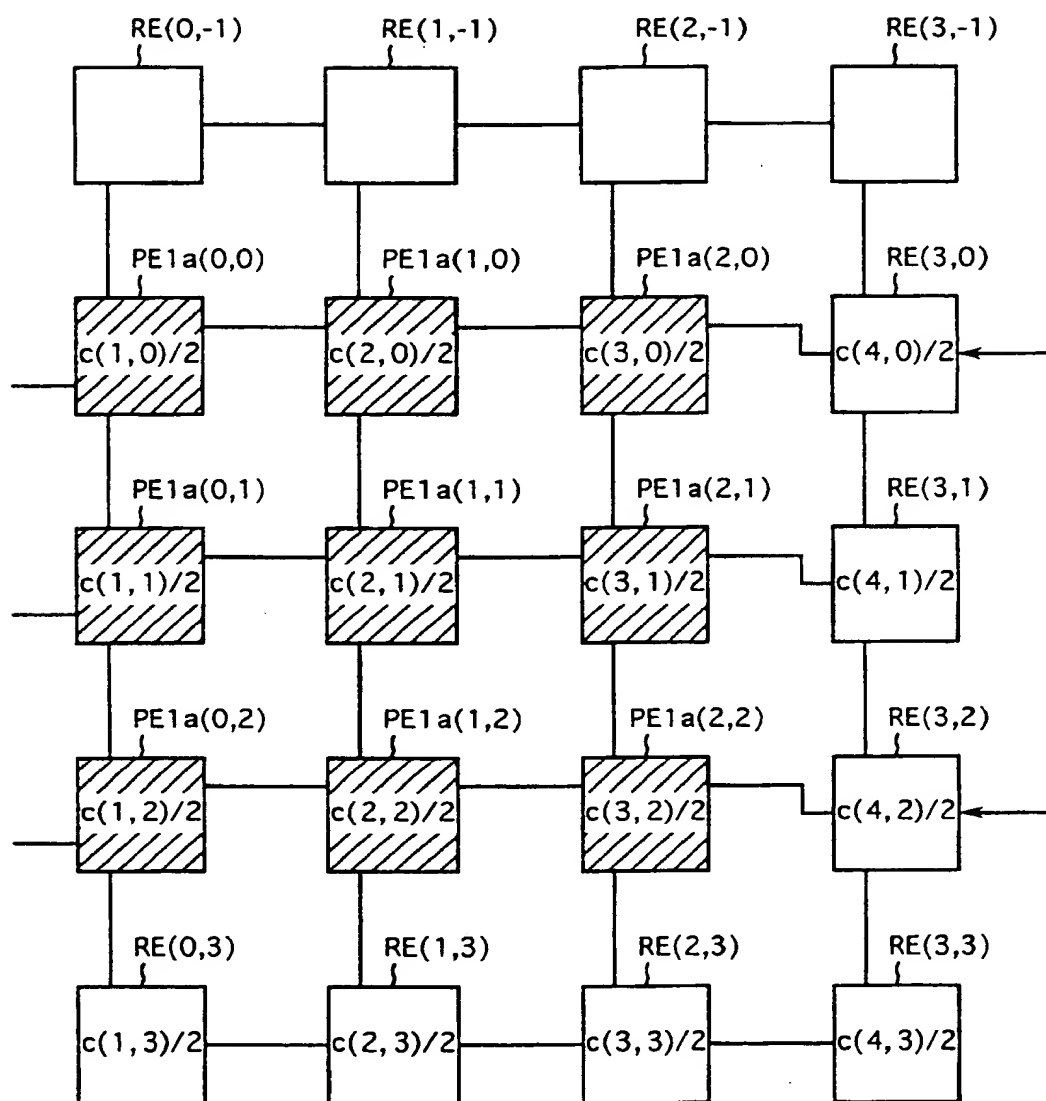 RE(0,-1) RE(1,-1) RE(2,-1) RE(3,-1)
PE1a(0,0) PE1a(1,0) PE1a(2,0) RE(3,0)
c(1,0)/2 c(2,0)/2 c(3,0)/2 c(4,0)/2
PE1a(0,1) PE1a(1,1) PE1a(2,1) RE(3,1)
c(1,1)/2 c(2,1)/2 c(3,1)/2 c(4,1)/2
PE1a(0,2) PE1a(1,2) PE1a(2,2) RE(3,2)
c(1,2)/2 c(2,2)/2 c(3,2)/2 c(4,2)/2
RE(0,3) RE(1,3) RE(2,3) RE(3,3)
c(1,3)/2 c(2,3)/2 c(3,3)/2 c(4,3)/2